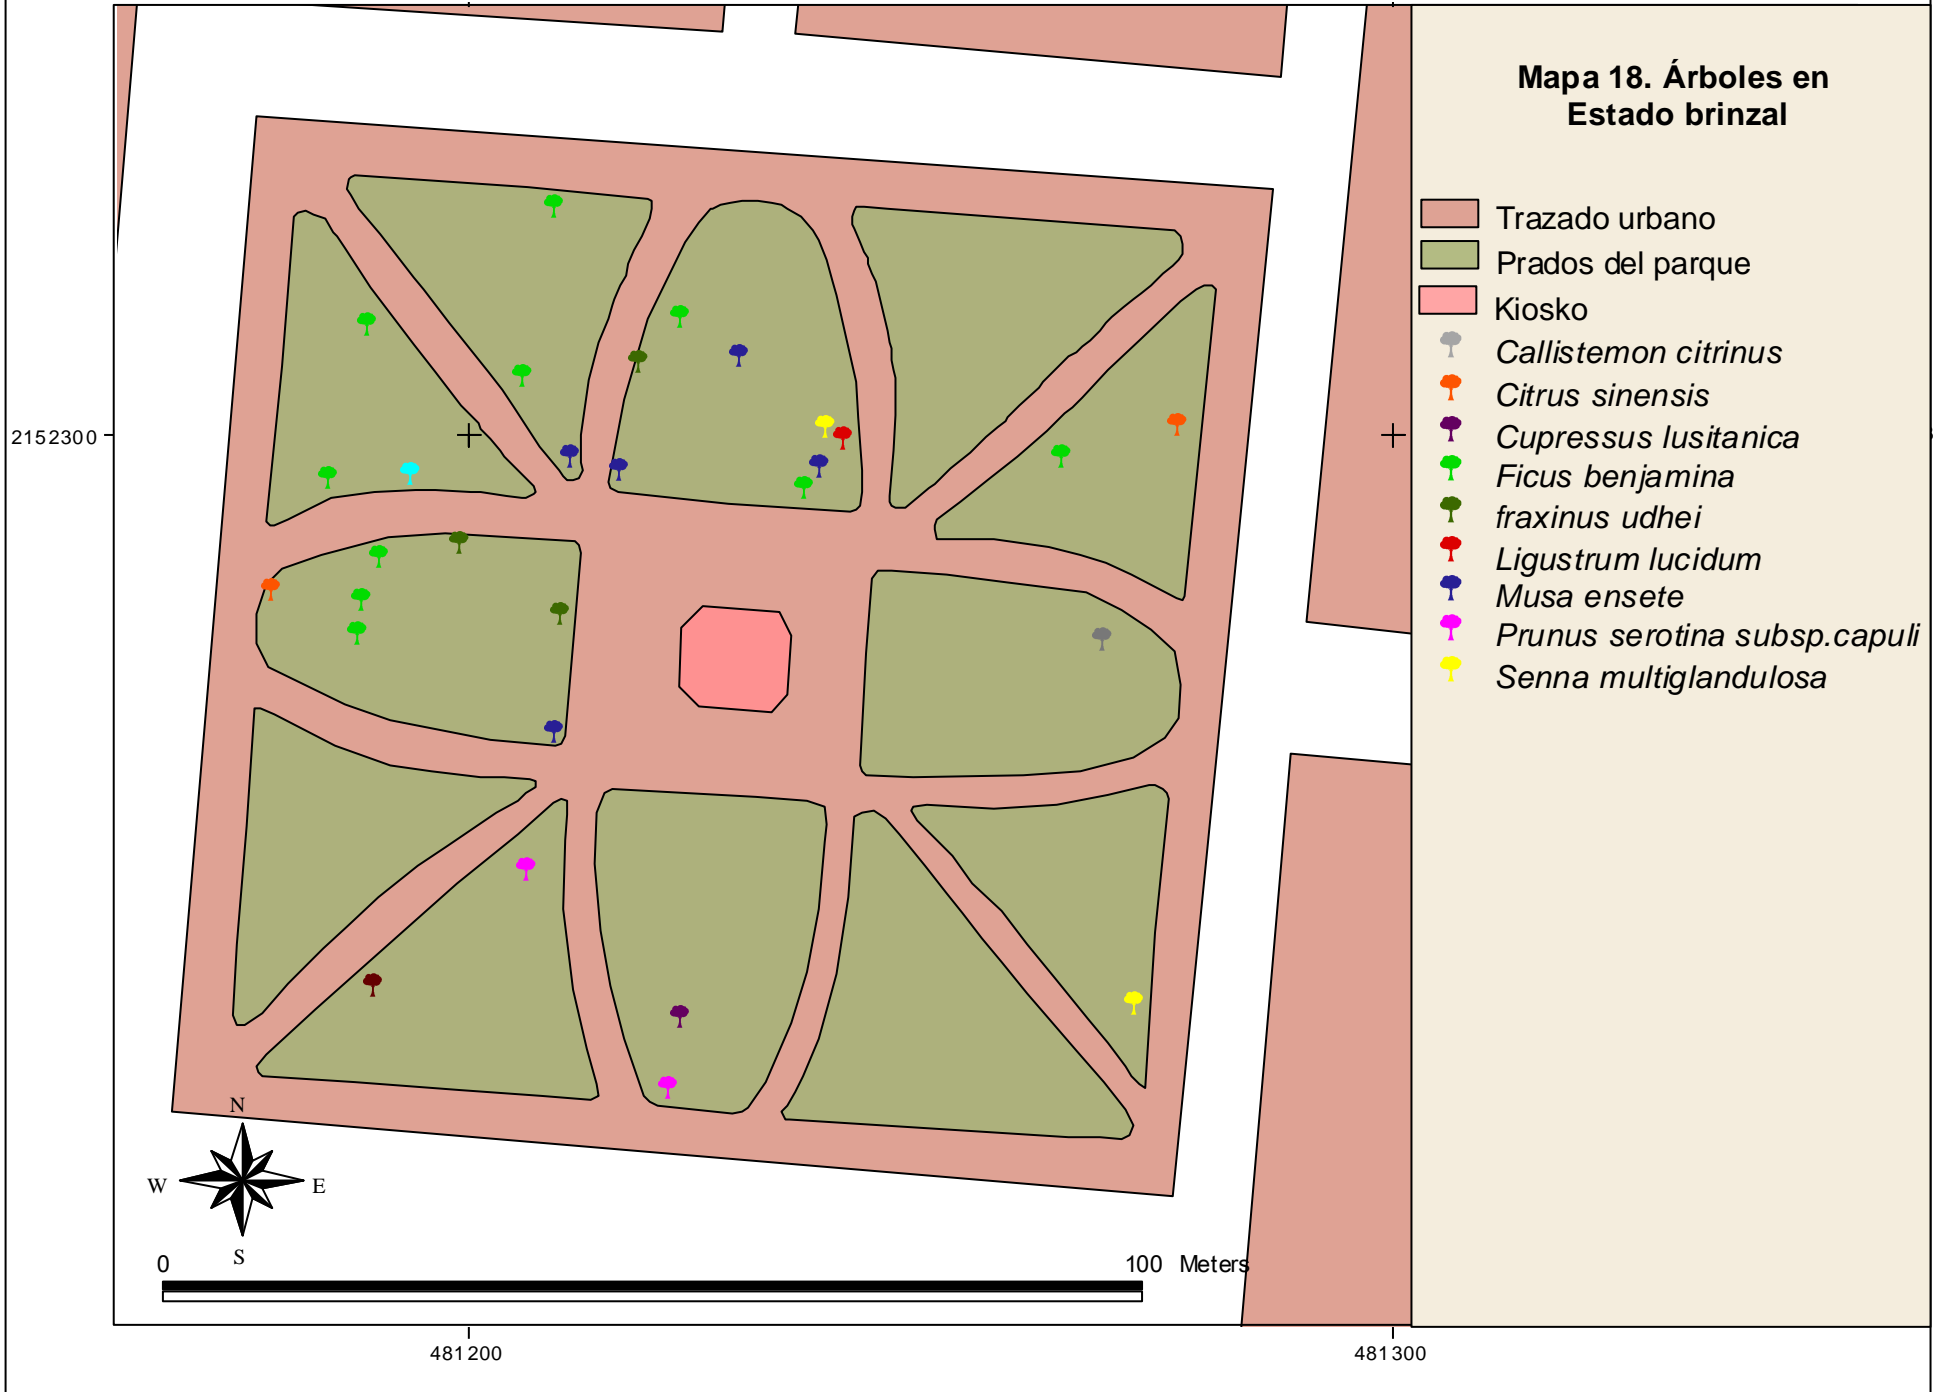 Mapa 18. Árboles en
Estado brinzal
Trazado urbano
Prados del parque
Kiosko
Callistemon citrinus
Citrus sinensis
Cupressus lusitanica
Ficus benjamina
fraxinus udhei
Ligustrum lucidum
Musa ensete
Prunus serotina subsp.capuli
Senna multiglandulosa
2152300
N
W
E
S
0
100 Meters
481200
481300